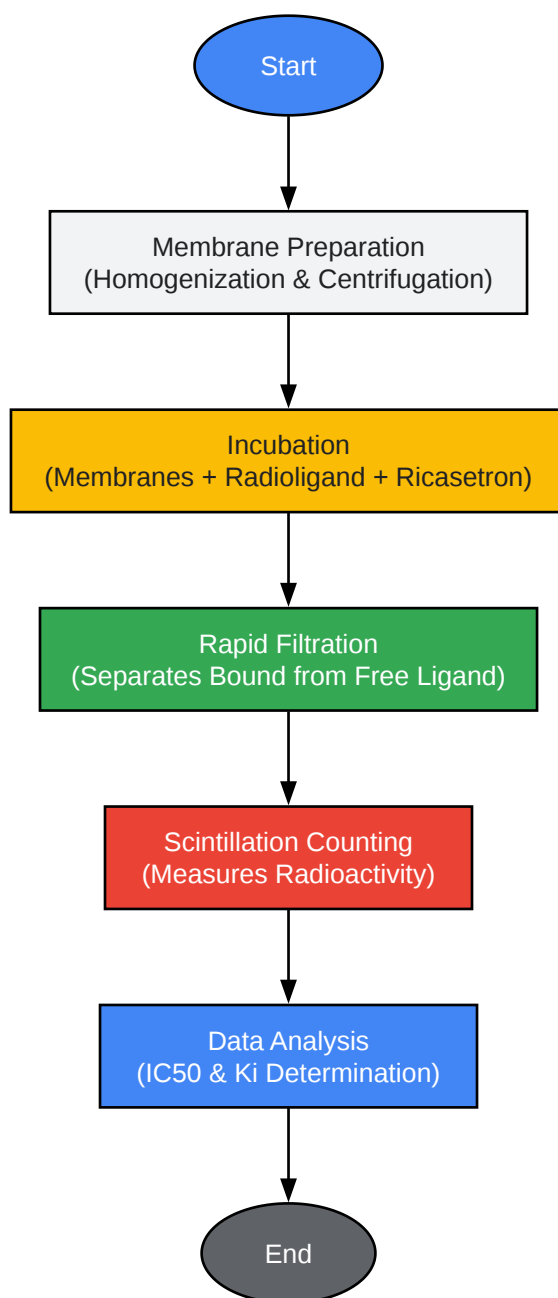 Start
Membrane Preparation
(Homogenization & Centrifugation)
Incubation
(Membranes + Radioligand + Ricasetron)
Rapid Filtration
(Separates Bound from Free Ligand)
Scintillation Counting
(Measures Radioactivity)
Data Analysis
(IC50 & Ki Determination)
End